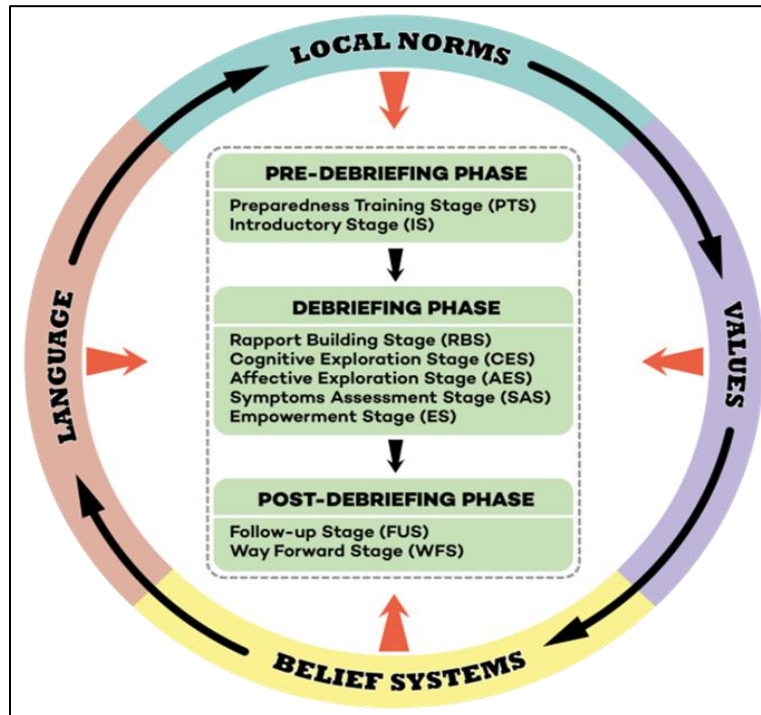 LOCAL NORMS
PRE-DEBRIEFING PHASE
Preparedness Training Stage (PTS)
Introductory Stage (IS)
DEBRIEFING PHASE
Rapport Building Stage (RBS)
Cognitive Exploration Stage (CES)
Affective Exploration Stage (AES)
Symptoms Assessment Stage (SAS)
Empowerment Stage (ES)
POST-DEBRIEFING PHASE
Follow-up Stage (FUS)
Way Forward Stage (WFS)
LANGUAGE
VALUES
BELIEF SYSTEMS